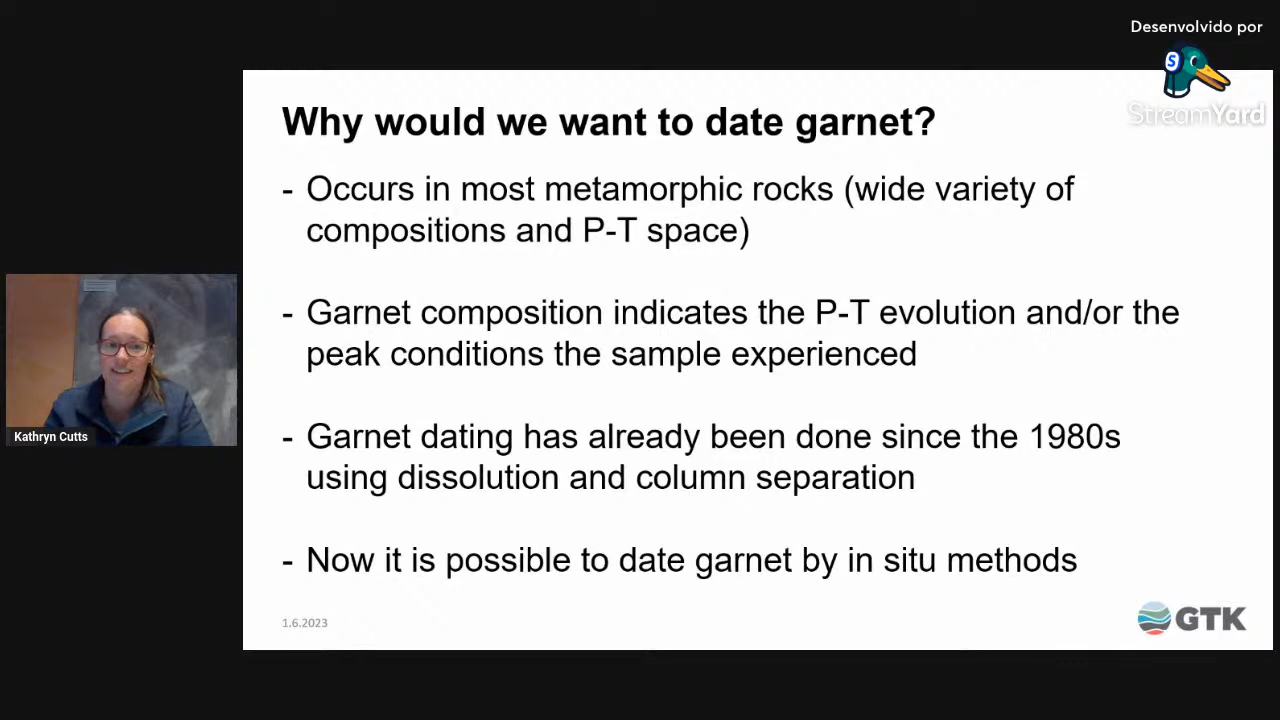 Desenvolvido por
S
StreamYard
Why would we want to date garnet?
- Occurs in most metamorphic rocks (wide variety of
compositions and P-T space)
- Garnet composition indicates the P-T evolution and/or the
peak conditions the sample experienced
- Garnet dating has already been done since the 1980s
using dissolution and column separation
- Now it is possible to date garnet by in situ methods
Kathryn Cutts
1.6.2023
GTK